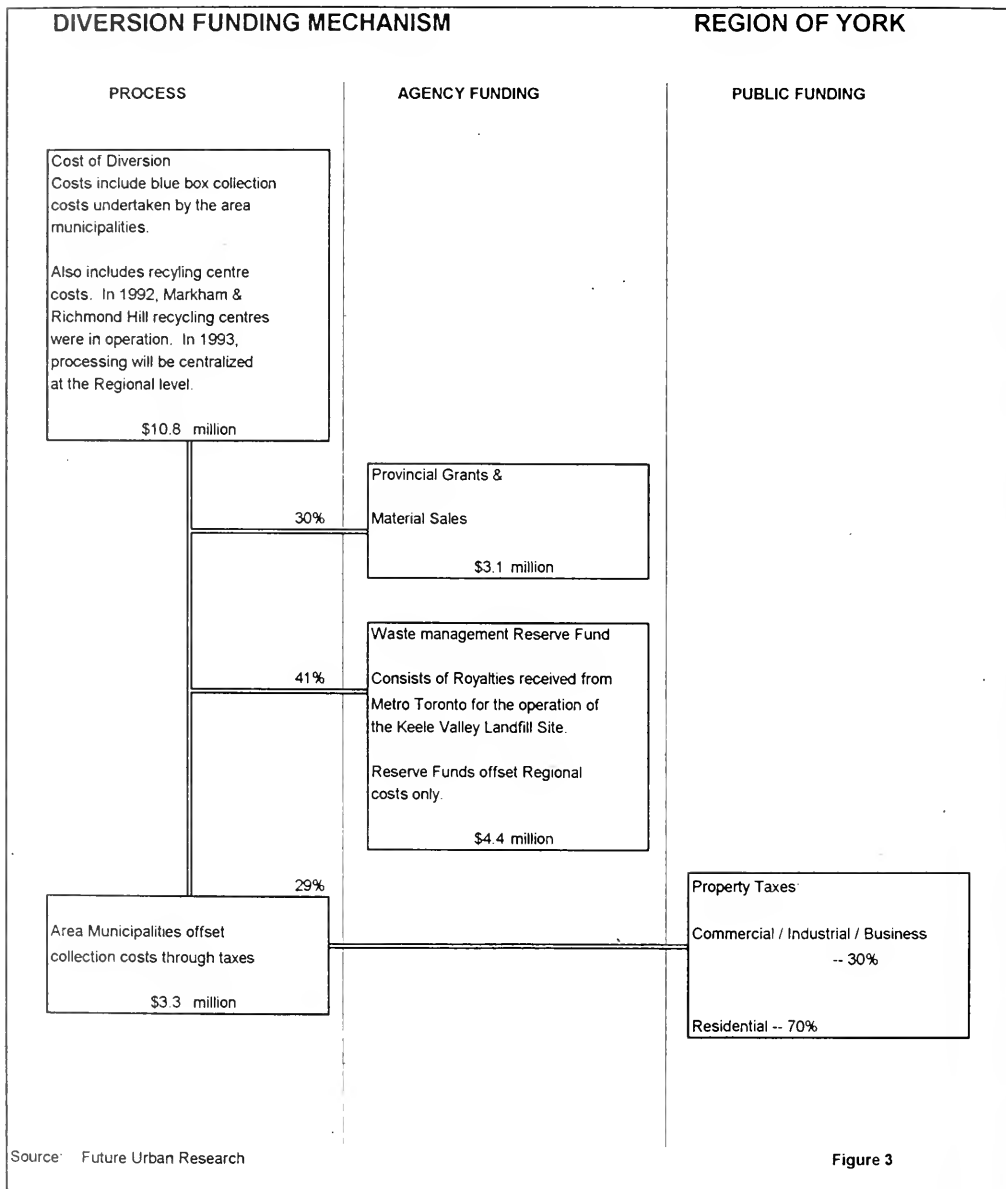 DIVERSION FUNDING MECHANISM
REGION OF YORK
PROCESS
AGENCY FUNDING
PUBLIC FUNDING
Cost of Diversion
Costs include blue box collection
costs undertaken by the area
municipalities.
Also includes recyling centre
costs. In 1992, Markham &
Richmond Hill recycling centres
were in operation. In 1993,
processing will be centralized
at the Regional level.
$10.8 million
Provincial Grants &
30%
Material Sales
$3.1 million
Waste management Reserve Fund
41%
Consists of Royalties received from
Metro Toronto for the operation of
the Keele Valley Landfill Site.
Reserve Funds offset Regional
costs only.
$4.4 million
29%
Area Municipalities offset
collection costs through taxes
$3.3 million
Property Taxes
Commercial / Industrial / Business
-- 30%
Residential -- 70%
Source: Future Urban Research
Figure 3